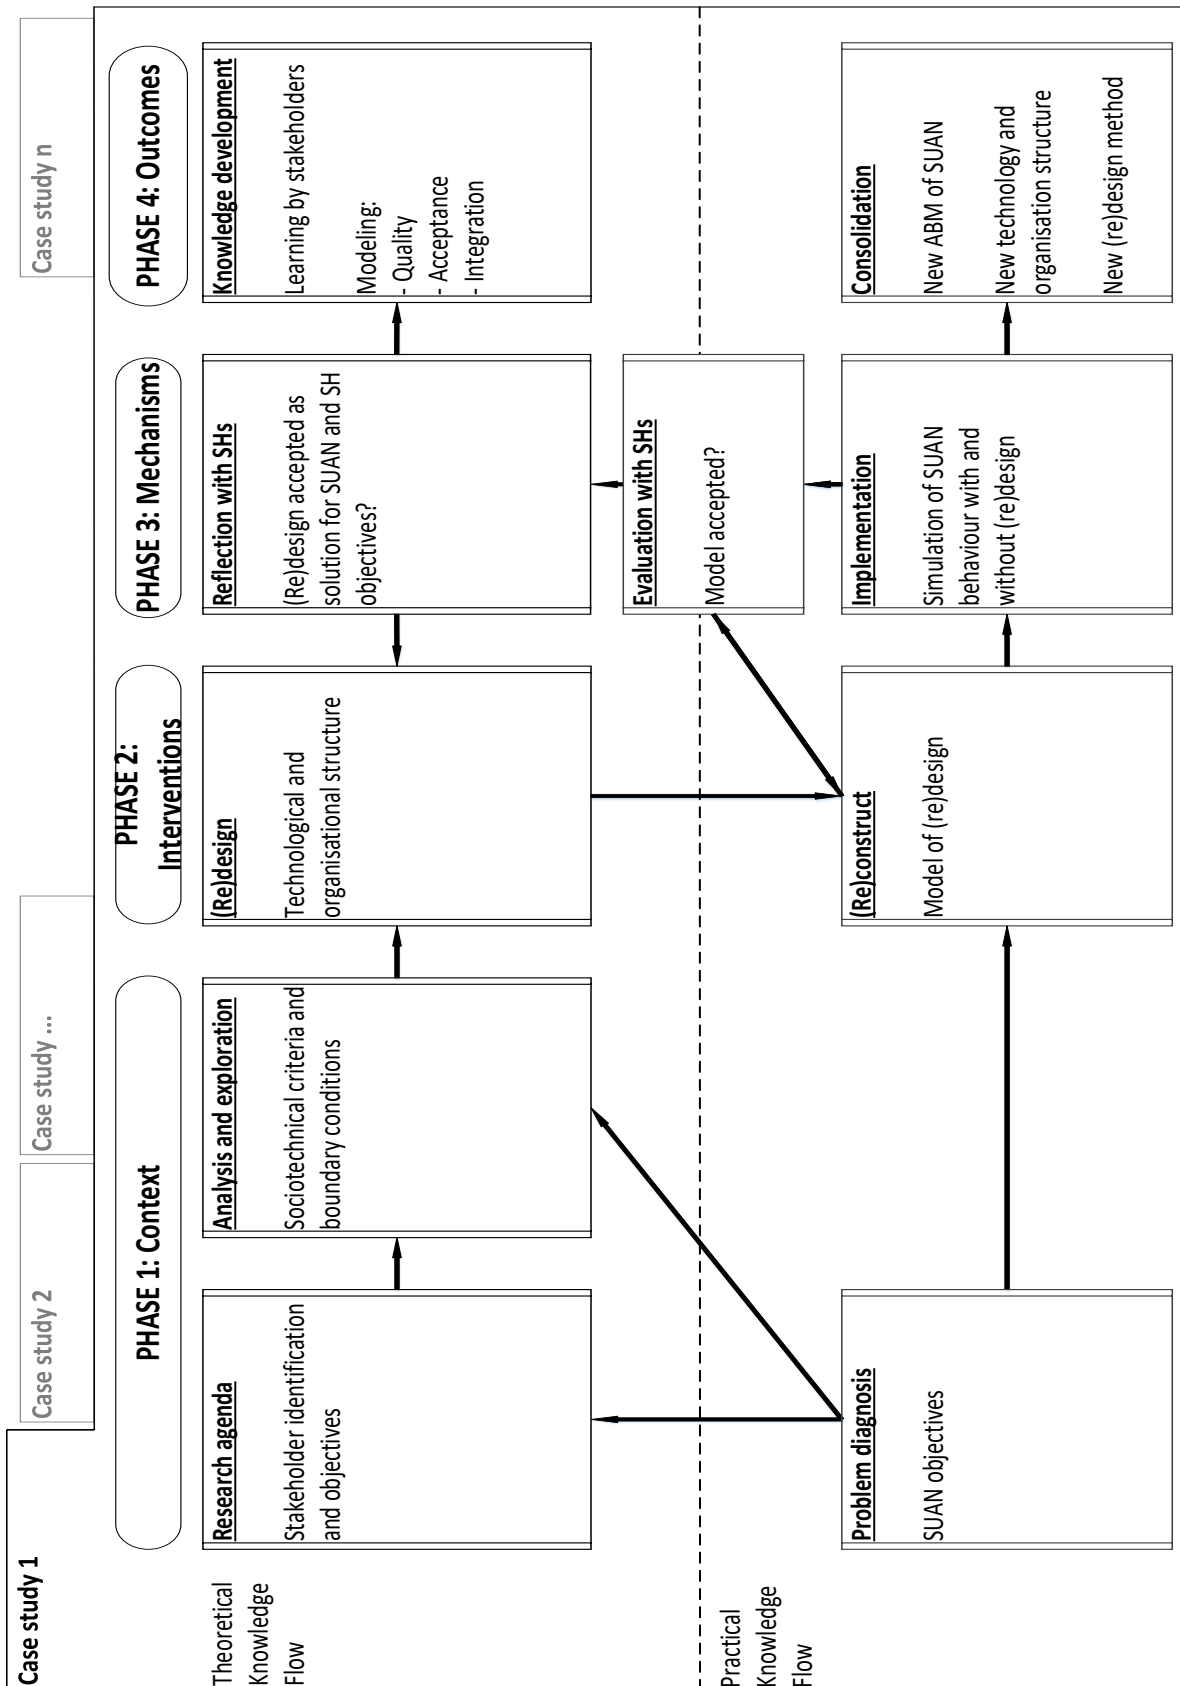 Case study 1
Case study 2
Case study ...
Case study n
PHASE 1: Context
PHASE 2:
Interventions
PHASE 3: Mechanisms
PHASE 4: Outcomes
Theoretical
Knowledge
Flow
Research agenda
Stakeholder identification
and objectives
Analysis and exploration
Sociotechnical criteria and
boundary conditions
(Re)design
Technological and
organisational structure
Reflection with SHs
(Re)design accepted as
solution for SUAN and SH
objectives?
Knowledge development
Learning by stakeholders
Modeling:
- Quality
- Acceptance
- Integration
Evaluation with SHs
Model accepted?
Practical
Knowledge
Flow
Problem diagnosis
SUAN objectives
(Re)construct
Model of (re)design
Implementation
Simulation of SUAN
behaviour with and
without (re)design
Consolidation
New ABM of SUAN
New technology and
organisation structure
New (re)design method